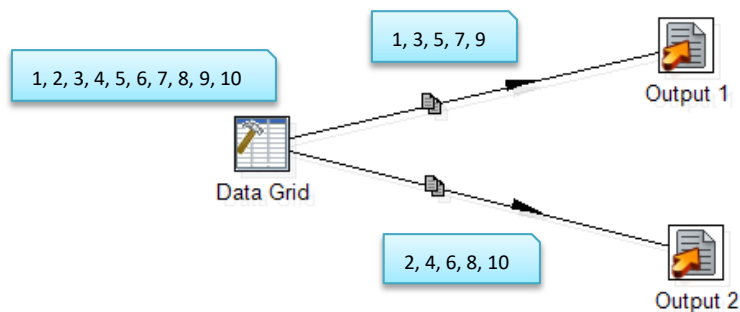 1, 3, 5, 7, 9
1, 2, 3, 4, 5, 6, 7, 8, 9, 10
Output 1
Data Grid
2, 4, 6, 8, 10
Output 2